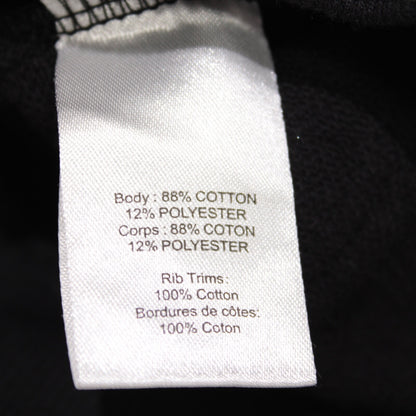 Body : 88% COTTON
12% POLYESTER
Corps : 88% COTON
12% POLYESTER
Rib Trims:
100% Cotton
Bordures de côtes:
100% Coton